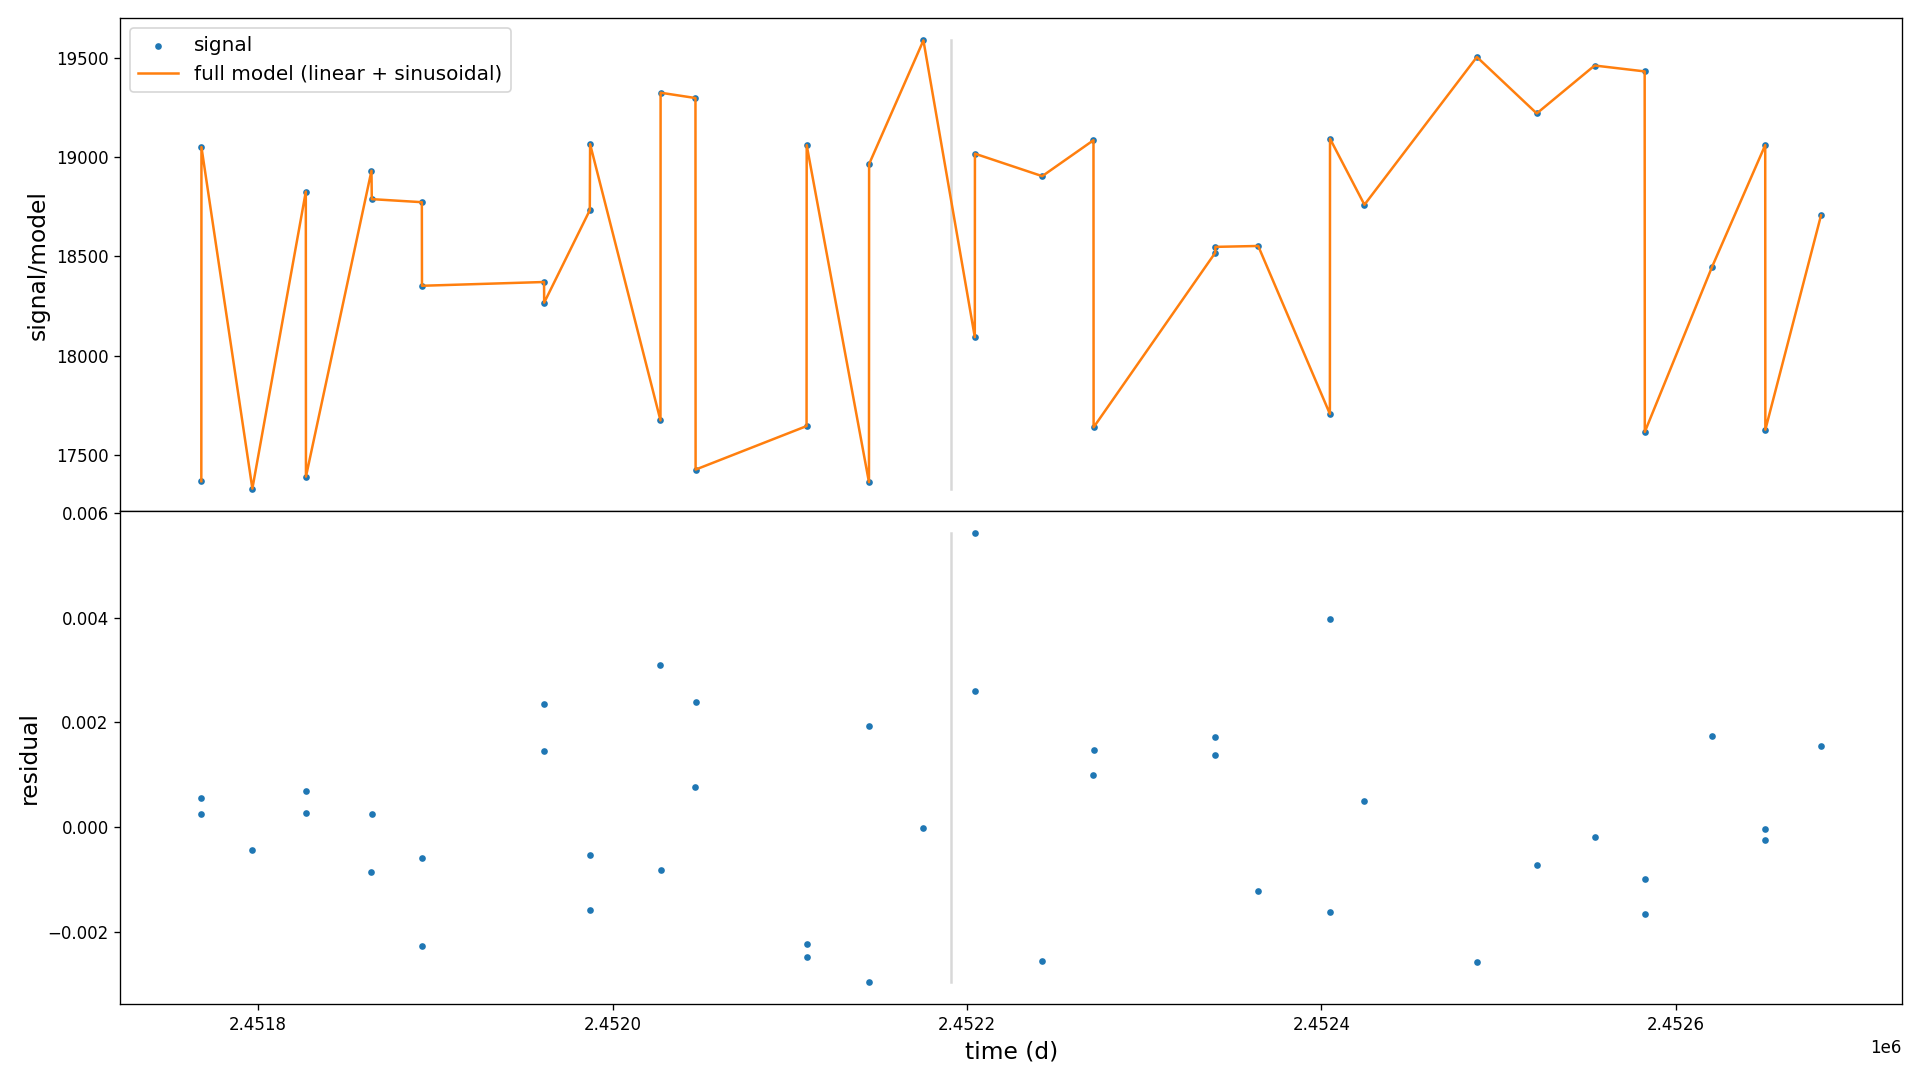 signal
full model (linear + sinusoidal)
19500
19000
18500
18000
17500
signal/model
0.006
0.004
0.002
0.000
−0.002
residual
2.4518
2.4520
2.4522
2.4524
2.4526
time (d)
1e6